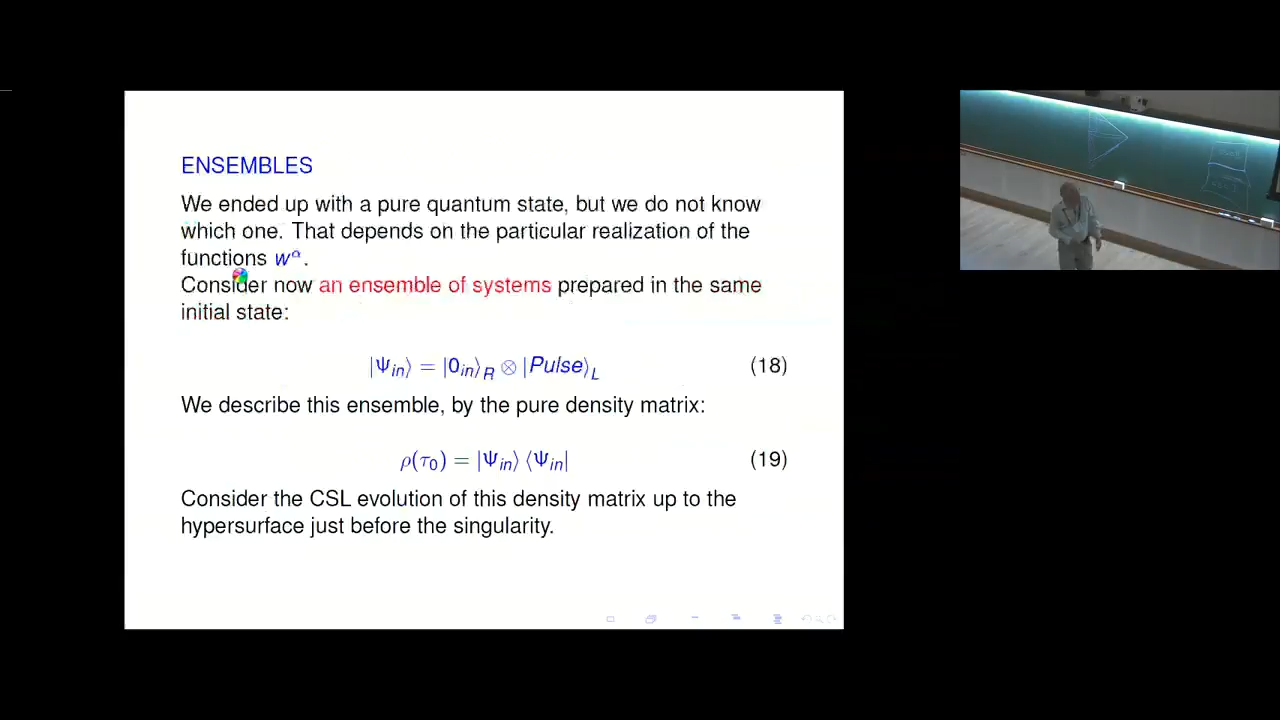 ENSEMBLES
We ended up with a pure quantum state, but we do not know
which one. That depends on the particular realization of the
functions w^α.
Consider now an ensemble of systems prepared in the same
initial state:
|Ψ_in⟩ = |0_in⟩_R ⊗ |Pulse⟩_L (18)
We describe this ensemble, by the pure density matrix:
ρ(τ_0) = |Ψ_in⟩ ⟨Ψ_in| (19)
Consider the CSL evolution of this density matrix up to the
hypersurface just before the singularity.